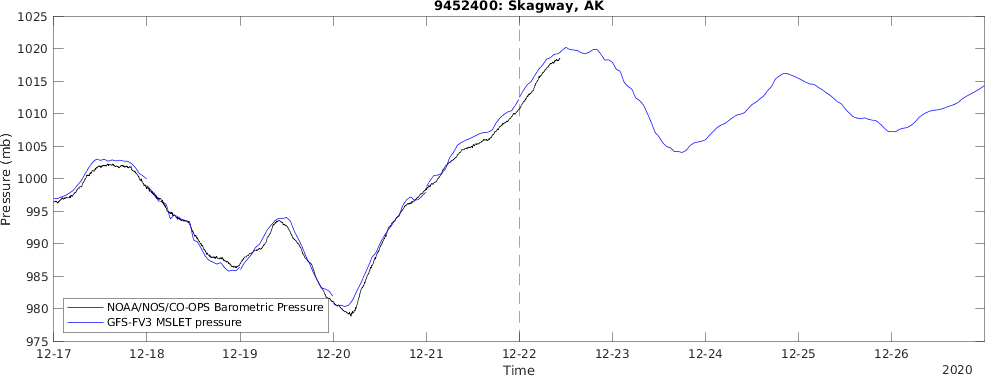 9452400: Skagway, AK
1025
1020
1015
1010
1005
1000
995
990
985
980
975
Pressure (mb)
NOAA/NOS/CO-OPS Barometric Pressure
GFS-FV3 MSLET pressure
12-17 12-18 12-19 12-20 12-21 12-22 12-23 12-24 12-25 12-26
Time
2020